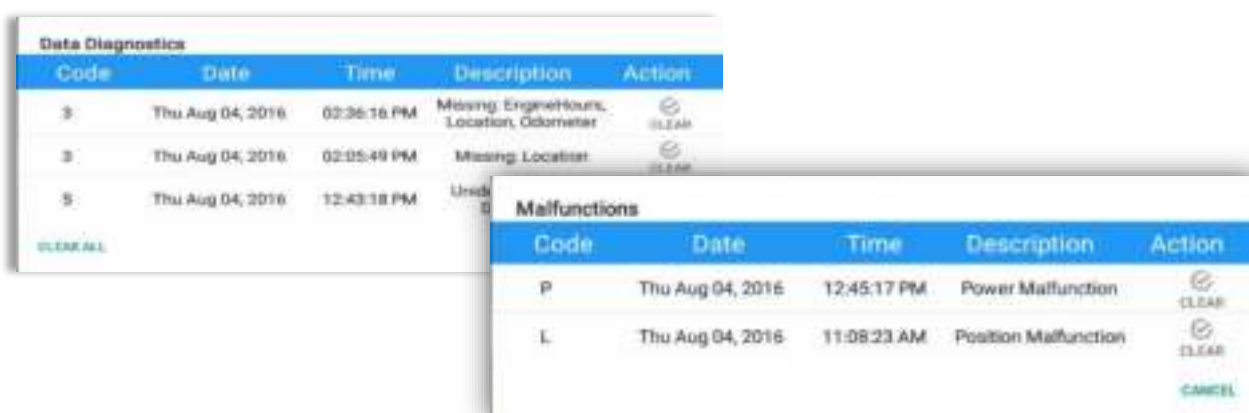 Data Diagnostics
Code Date Time Description Action
3 Thu Aug 04, 2016 02:36:16 PM Missing: EngineHours, Location, Odometer CLEAR
3 Thu Aug 04, 2016 02:05:49 PM Missing: Location CLEAR
5 Thu Aug 04, 2016 12:43:18 PM
CLEAR ALL
Malfunctions
Code Date Time Description Action
P Thu Aug 04, 2016 12:45:17 PM Power Malfunction CLEAR
L Thu Aug 04, 2016 11:08:23 AM Position Malfunction CLEAR
CANCEL